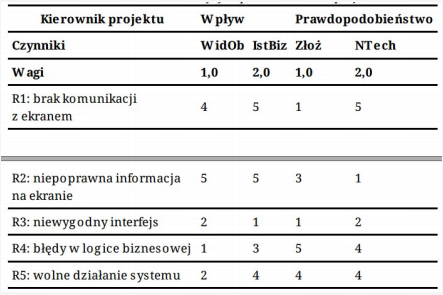 Kierownik projektu Wpływ Prawdopodobieństwo
Czynniki WidOb IstBiz Złoż NTech
Wagi 1,0 2,0 1,0 2,0
R1: brak komunikacji
z ekranem 4 5 1 5
R2: niepoprawna informacja 5 5 3 1
na ekranie
R3: niewygodny interfejs 2 1 1 2
R4: błędy w logice biznesowej 1 3 5 4
R5: wolne działanie systemu 2 4 4 4